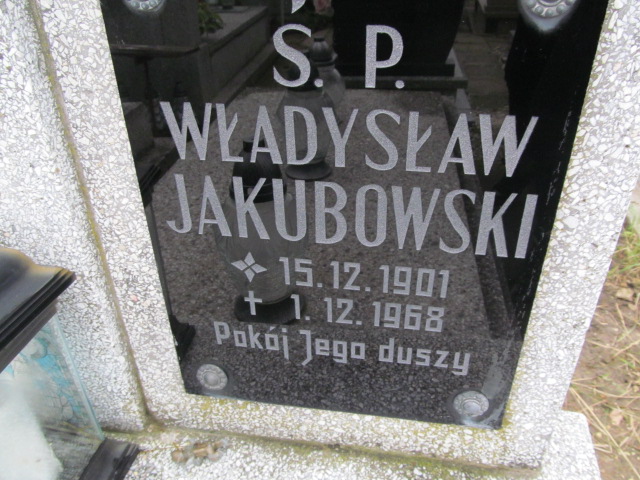 Ś. P.
WŁADYSŁAW
JAKUBOWSKI
15.12.1901
✝ 1.12.1968
Pokój Jego duszy